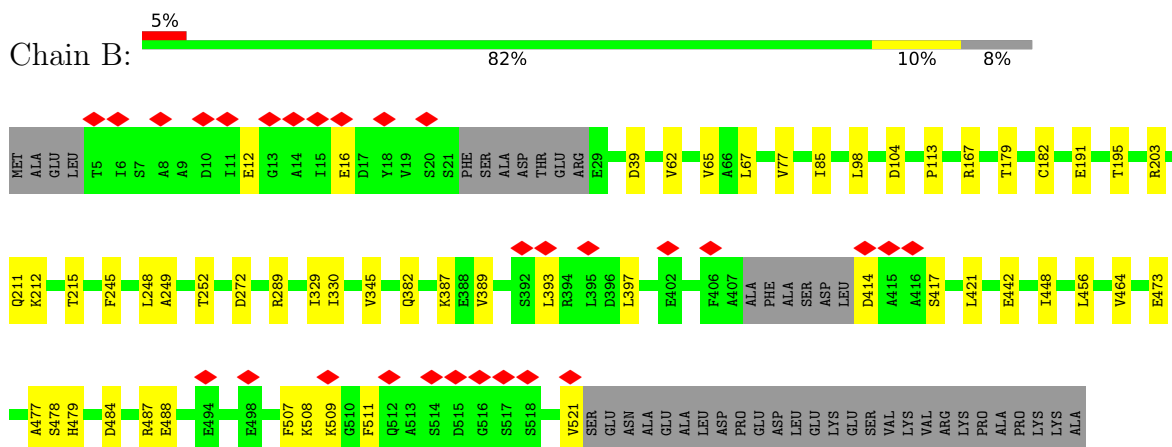 5%
Chain B:
82% 10% 8%
MET ALA GLU LEU T5 I6 S7 A8 A9 D10 I11 E12 G13 A14 I15 E16 D17 Y18 V19 S20 S21 PHE SER ALA ASP THR GLU ARG E29 D39 V62 V65 A66 L67 V77 I85 L98 D104 P113 R167 T179 C182 E191 T195 R203
Q211 K212 T215 F245 L248 A249 T252 D272 R289 I329 I330 V345 Q382 K387 E388 V389 S392 L393 R394 L395 D396 L397 E402 F406 A407 ALA PHE ALA SER ASP LEU D414 A415 A416 S417 L421 E442 I448 L456 V464 E473
A477 S478 H479 D484 R487 E488 E494 E498 F507 K508 K509 G510 F511 Q512 A513 S514 D515 G516 S517 S518 V521 SER GLU ASN ALA GLU ALA LEU ASP PRO GLU ASP LEU GLU LYS GLU SER VAL LYS VAL ARG LYS PRO ALA PRO LYS LYS ALA